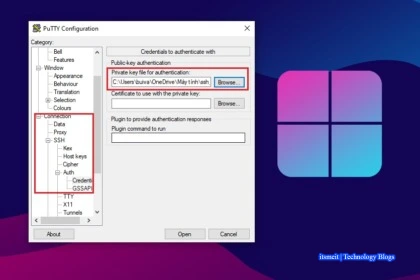 PuTTY Configuration
Category:
Bell
Features
Window
Appearance
Behaviour
Translation
Selection
Colours
Connection
Data
Proxy
SSH
Kex
Host keys
Cipher
Auth
Credenti
GSSAPI
TTY
X11
Tunnels
Credentials to authenticate with
Public-key authentication
Private key file for authentication:
C:\Users\buiva\OneDrive\Máy tính\ssh
Browse...
Certificate to use with the private key:
Browse...
Plugin to provide authentication responses
Plugin command to run
About
Open
Cancel
itsmeit | Technology Blogs